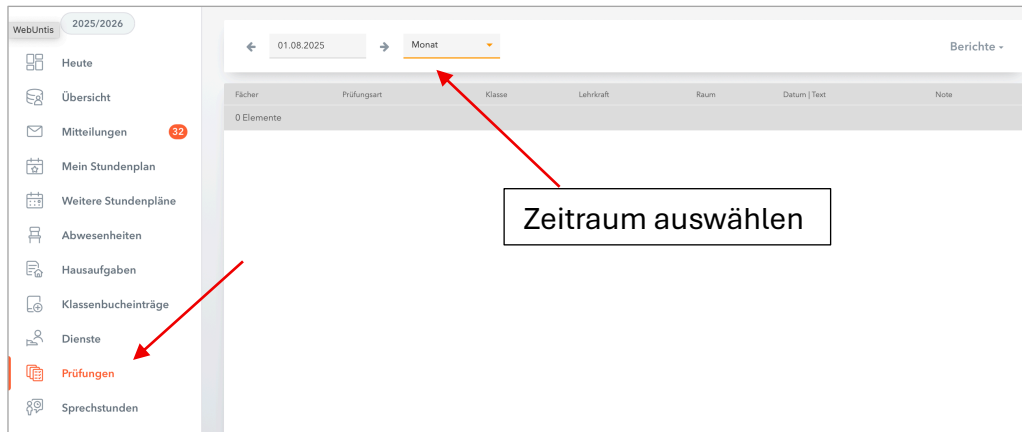 WebUntis
2025/2026
Heute
Übersicht
Mitteilungen 32
Mein Stundenplan
Weitere Stundenpläne
Abwesenheiten
Hausaufgaben
Klassenbucheinträge
Dienste
Prüfungen
Sprechstunden
01.08.2025 Monat Berichte
Fächer Prüfungsart Klasse Lehrkraft Raum Datum | Text Note
0 Elemente
Zeitraum auswählen